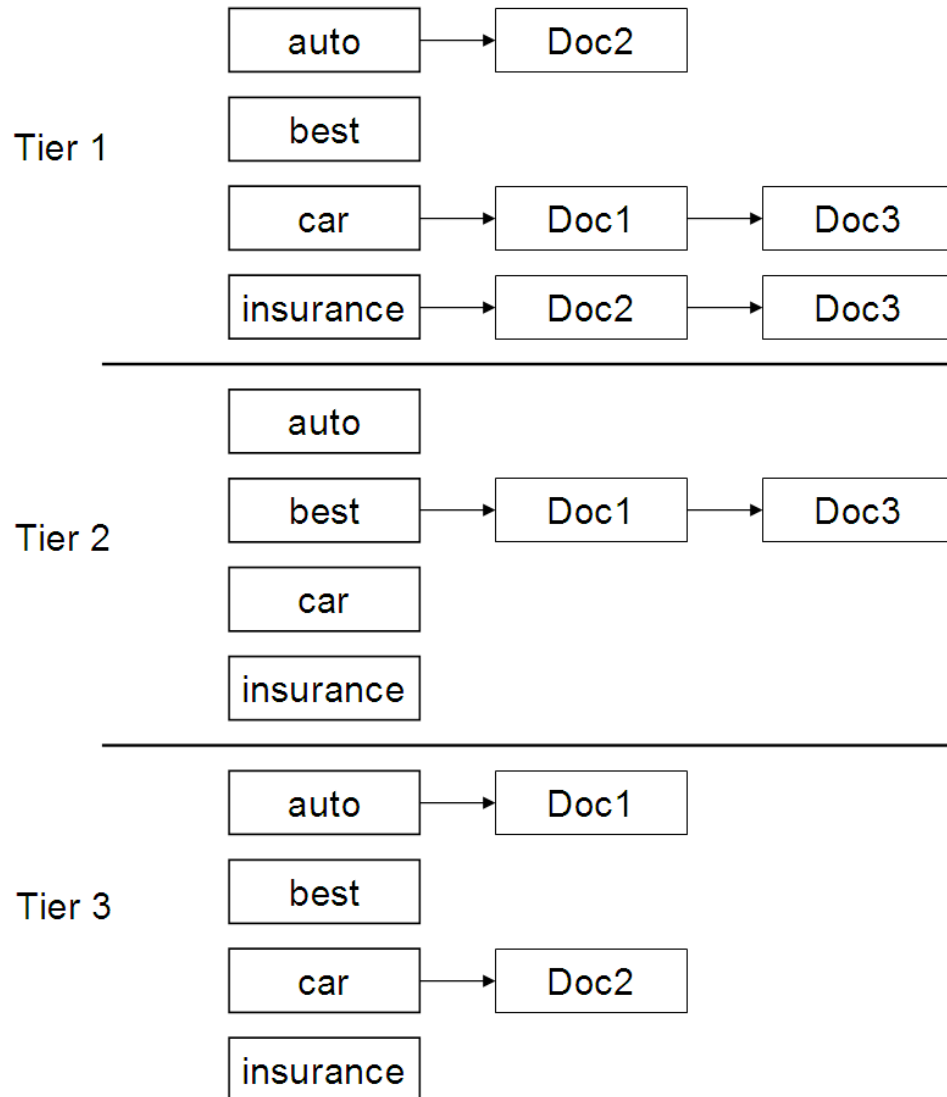 auto Doc2
Tier 1
best
car Doc1 Doc3
insurance Doc2 Doc3
auto
best Doc1 Doc3
Tier 2
car
insurance
auto Doc1
best
Tier 3
car Doc2
insurance